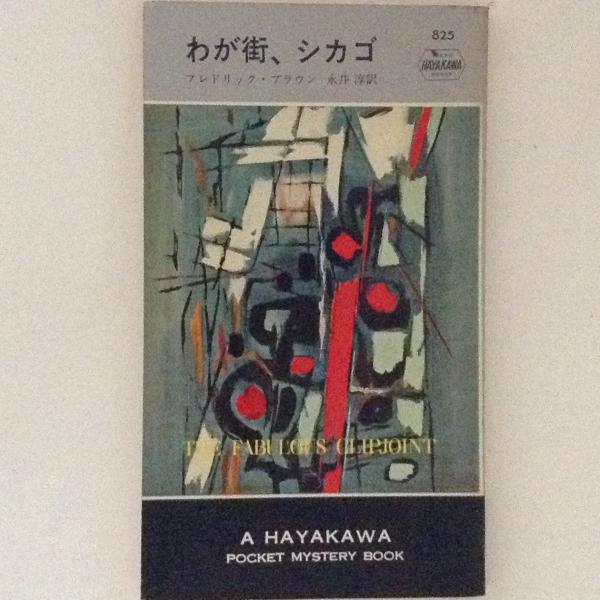 わが街、シカゴ
825
HAYAKAWA
フレドリック・ブラウン 永井淳訳
THE FABULOUS CLIPJOINT
A HAYAKAWA
POCKET MYSTERY BOOK